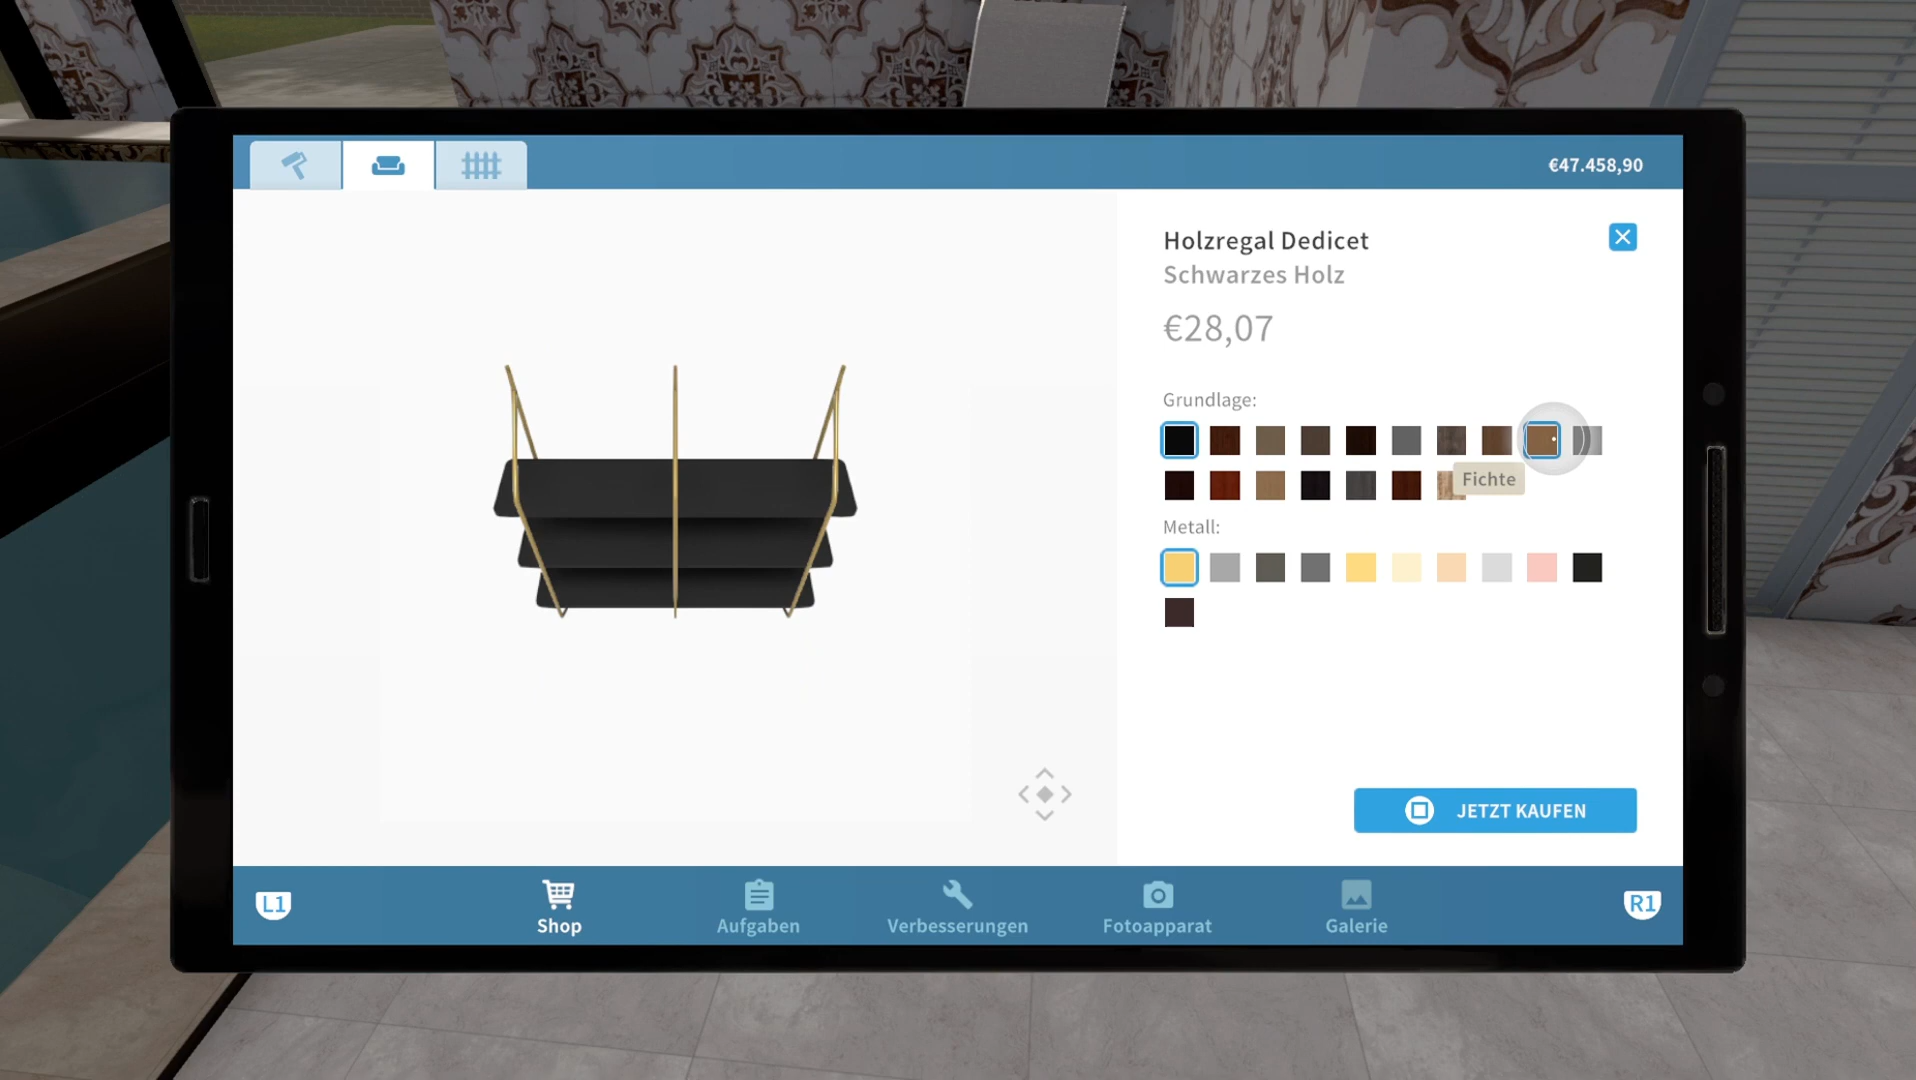 €47.458,90
Holzregal Dedicet
Schwarzes Holz
€28,07
Grundlage:
Fichte
Metall:
JETZT KAUFEN
L1
Shop
Aufgaben
Verbesserungen
Fotoapparat
Galerie
R1